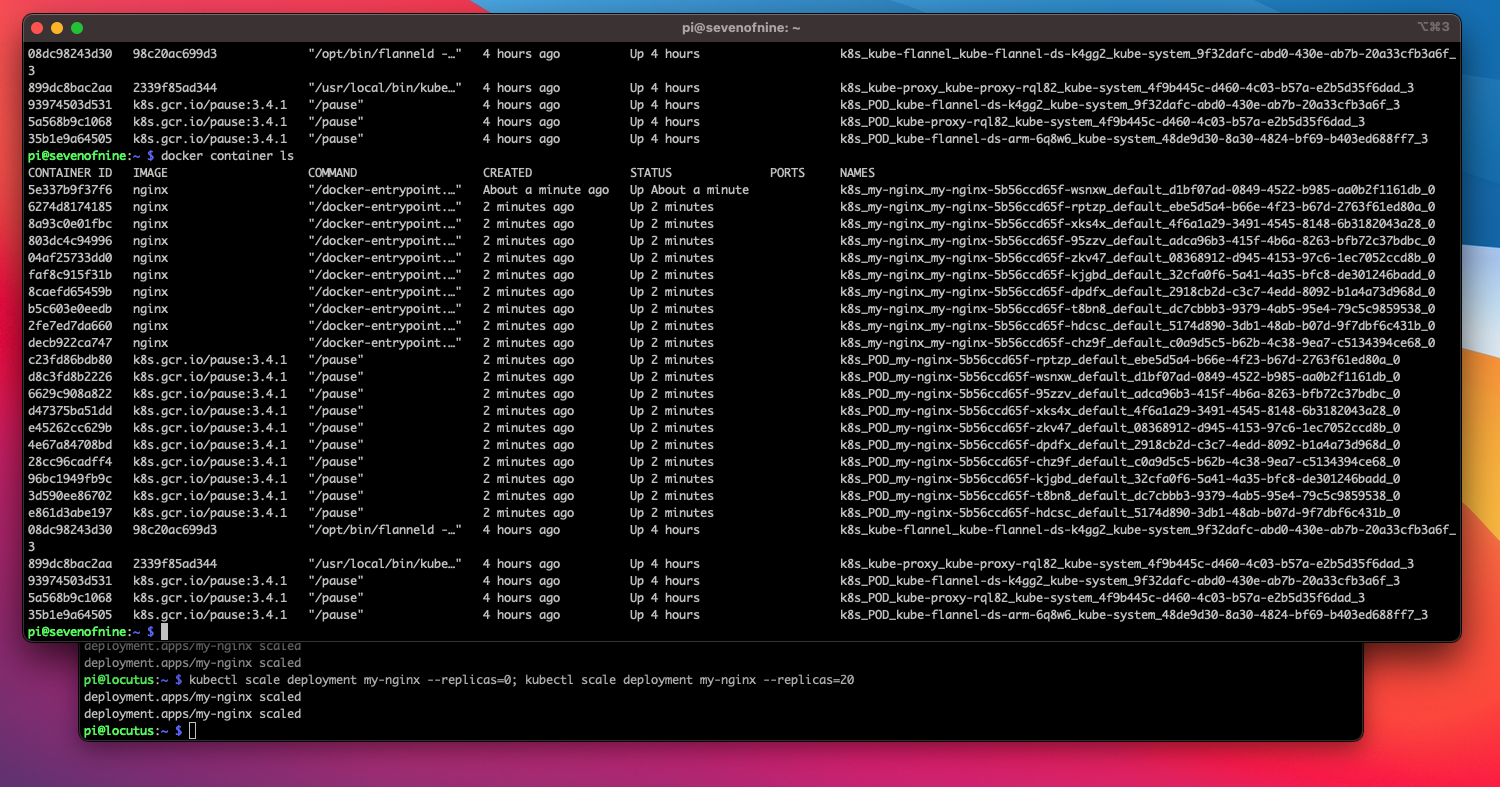 pi@sevenofnine: ~
⌥⌘3
08dc98243d30 98c20ac699d3 "/opt/bin/flanneld -…" 4 hours ago Up 4 hours k8s_kube-flannel_kube-flannel-ds-k4gg2_kube-system_9f32dafc-abd0-430e-ab7b-20a33cfb3a6f_
3
899dc8bac2aa 2339f85ad344 "/usr/local/bin/kube…" 4 hours ago Up 4 hours k8s_kube-proxy_kube-proxy-rql82_kube-system_4f9b445c-d460-4c03-b57a-e2b5d35f6dad_3
93974503d531 k8s.gcr.io/pause:3.4.1 "/pause" 4 hours ago Up 4 hours k8s_POD_kube-flannel-ds-k4gg2_kube-system_9f32dafc-abd0-430e-ab7b-20a33cfb3a6f_3
5a568b9c1068 k8s.gcr.io/pause:3.4.1 "/pause" 4 hours ago Up 4 hours k8s_POD_kube-proxy-rql82_kube-system_4f9b445c-d460-4c03-b57a-e2b5d35f6dad_3
35b1e9a64505 k8s.gcr.io/pause:3.4.1 "/pause" 4 hours ago Up 4 hours k8s_POD_kube-flannel-ds-arm-6q8w6_kube-system_48de9d30-8a30-4824-bf69-b403ed688ff7_3
pi@sevenofnine:~ $ docker container ls
CONTAINER ID IMAGE COMMAND CREATED STATUS PORTS NAMES
5e337b9f37f6 nginx "/docker-entrypoint.…" About a minute ago Up About a minute k8s_my-nginx_my-nginx-5b56ccd65f-wsnxw_default_d1bf07ad-0849-4522-b985-aa0b2f1161db_0
6274d8174185 nginx "/docker-entrypoint.…" 2 minutes ago Up 2 minutes k8s_my-nginx_my-nginx-5b56ccd65f-rptzp_default_ebe5d5a4-b66e-4f23-b67d-2763f61ed80a_0
8a93c0e01fbc nginx "/docker-entrypoint.…" 2 minutes ago Up 2 minutes k8s_my-nginx_my-nginx-5b56ccd65f-xks4x_default_4f6a1a29-3491-4545-8148-6b3182043a28_0
803dc4c94996 nginx "/docker-entrypoint.…" 2 minutes ago Up 2 minutes k8s_my-nginx_my-nginx-5b56ccd65f-95zzv_default_adca96b3-415f-4b6a-8263-bfb72c37bdbc_0
04af25733dd0 nginx "/docker-entrypoint.…" 2 minutes ago Up 2 minutes k8s_my-nginx_my-nginx-5b56ccd65f-zkv47_default_08368912-d945-4153-97c6-1ec7052ccd8b_0
faf8c915f31b nginx "/docker-entrypoint.…" 2 minutes ago Up 2 minutes k8s_my-nginx_my-nginx-5b56ccd65f-kjgbd_default_32cfa0f6-5a41-4a35-bfc8-de301246badd_0
8caefd65459b nginx "/docker-entrypoint.…" 2 minutes ago Up 2 minutes k8s_my-nginx_my-nginx-5b56ccd65f-dpdfx_default_2918cb2d-c3c7-4edd-8092-b1a4a73d968d_0
b5c603e0eedb nginx "/docker-entrypoint.…" 2 minutes ago Up 2 minutes k8s_my-nginx_my-nginx-5b56ccd65f-t8bn8_default_dc7cbbb3-9379-4ab5-95e4-79c5c9859538_0
2fe7ed7da660 nginx "/docker-entrypoint.…" 2 minutes ago Up 2 minutes k8s_my-nginx_my-nginx-5b56ccd65f-hdcsc_default_5174d890-3db1-48ab-b07d-9f7dbf6c431b_0
decb922ca747 nginx "/docker-entrypoint.…" 2 minutes ago Up 2 minutes k8s_my-nginx_my-nginx-5b56ccd65f-chz9f_default_c0a9d5c5-b62b-4c38-9ea7-c5134394ce68_0
c23fd86bdb80 k8s.gcr.io/pause:3.4.1 "/pause" 2 minutes ago Up 2 minutes k8s_POD_my-nginx-5b56ccd65f-rptzp_default_ebe5d5a4-b66e-4f23-b67d-2763f61ed80a_0
d8c3fd8b2226 k8s.gcr.io/pause:3.4.1 "/pause" 2 minutes ago Up 2 minutes k8s_POD_my-nginx-5b56ccd65f-wsnxw_default_d1bf07ad-0849-4522-b985-aa0b2f1161db_0
6629c908a822 k8s.gcr.io/pause:3.4.1 "/pause" 2 minutes ago Up 2 minutes k8s_POD_my-nginx-5b56ccd65f-95zzv_default_adca96b3-415f-4b6a-8263-bfb72c37bdbc_0
d47375ba51dd k8s.gcr.io/pause:3.4.1 "/pause" 2 minutes ago Up 2 minutes k8s_POD_my-nginx-5b56ccd65f-xks4x_default_4f6a1a29-3491-4545-8148-6b3182043a28_0
e45262cc629b k8s.gcr.io/pause:3.4.1 "/pause" 2 minutes ago Up 2 minutes k8s_POD_my-nginx-5b56ccd65f-zkv47_default_08368912-d945-4153-97c6-1ec7052ccd8b_0
4e67a84708bd k8s.gcr.io/pause:3.4.1 "/pause" 2 minutes ago Up 2 minutes k8s_POD_my-nginx-5b56ccd65f-dpdfx_default_2918cb2d-c3c7-4edd-8092-b1a4a73d968d_0
28cc96cadff4 k8s.gcr.io/pause:3.4.1 "/pause" 2 minutes ago Up 2 minutes k8s_POD_my-nginx-5b56ccd65f-chz9f_default_c0a9d5c5-b62b-4c38-9ea7-c5134394ce68_0
96bc1949fb9c k8s.gcr.io/pause:3.4.1 "/pause" 2 minutes ago Up 2 minutes k8s_POD_my-nginx-5b56ccd65f-kjgbd_default_32cfa0f6-5a41-4a35-bfc8-de301246badd_0
3d590ee86702 k8s.gcr.io/pause:3.4.1 "/pause" 2 minutes ago Up 2 minutes k8s_POD_my-nginx-5b56ccd65f-t8bn8_default_dc7cbbb3-9379-4ab5-95e4-79c5c9859538_0
e861d3abe197 k8s.gcr.io/pause:3.4.1 "/pause" 2 minutes ago Up 2 minutes k8s_POD_my-nginx-5b56ccd65f-hdcsc_default_5174d890-3db1-48ab-b07d-9f7dbf6c431b_0
08dc98243d30 98c20ac699d3 "/opt/bin/flanneld -…" 4 hours ago Up 4 hours k8s_kube-flannel_kube-flannel-ds-k4gg2_kube-system_9f32dafc-abd0-430e-ab7b-20a33cfb3a6f_
3
899dc8bac2aa 2339f85ad344 "/usr/local/bin/kube…" 4 hours ago Up 4 hours k8s_kube-proxy_kube-proxy-rql82_kube-system_4f9b445c-d460-4c03-b57a-e2b5d35f6dad_3
93974503d531 k8s.gcr.io/pause:3.4.1 "/pause" 4 hours ago Up 4 hours k8s_POD_kube-flannel-ds-k4gg2_kube-system_9f32dafc-abd0-430e-ab7b-20a33cfb3a6f_3
5a568b9c1068 k8s.gcr.io/pause:3.4.1 "/pause" 4 hours ago Up 4 hours k8s_POD_kube-proxy-rql82_kube-system_4f9b445c-d460-4c03-b57a-e2b5d35f6dad_3
35b1e9a64505 k8s.gcr.io/pause:3.4.1 "/pause" 4 hours ago Up 4 hours k8s_POD_kube-flannel-ds-arm-6q8w6_kube-system_48de9d30-8a30-4824-bf69-b403ed688ff7_3
pi@sevenofnine:~ $
deployment.apps/my-nginx scaled
deployment.apps/my-nginx scaled
pi@locutus:~ $ kubectl scale deployment my-nginx --replicas=0; kubectl scale deployment my-nginx --replicas=20
deployment.apps/my-nginx scaled
deployment.apps/my-nginx scaled
pi@locutus:~ $